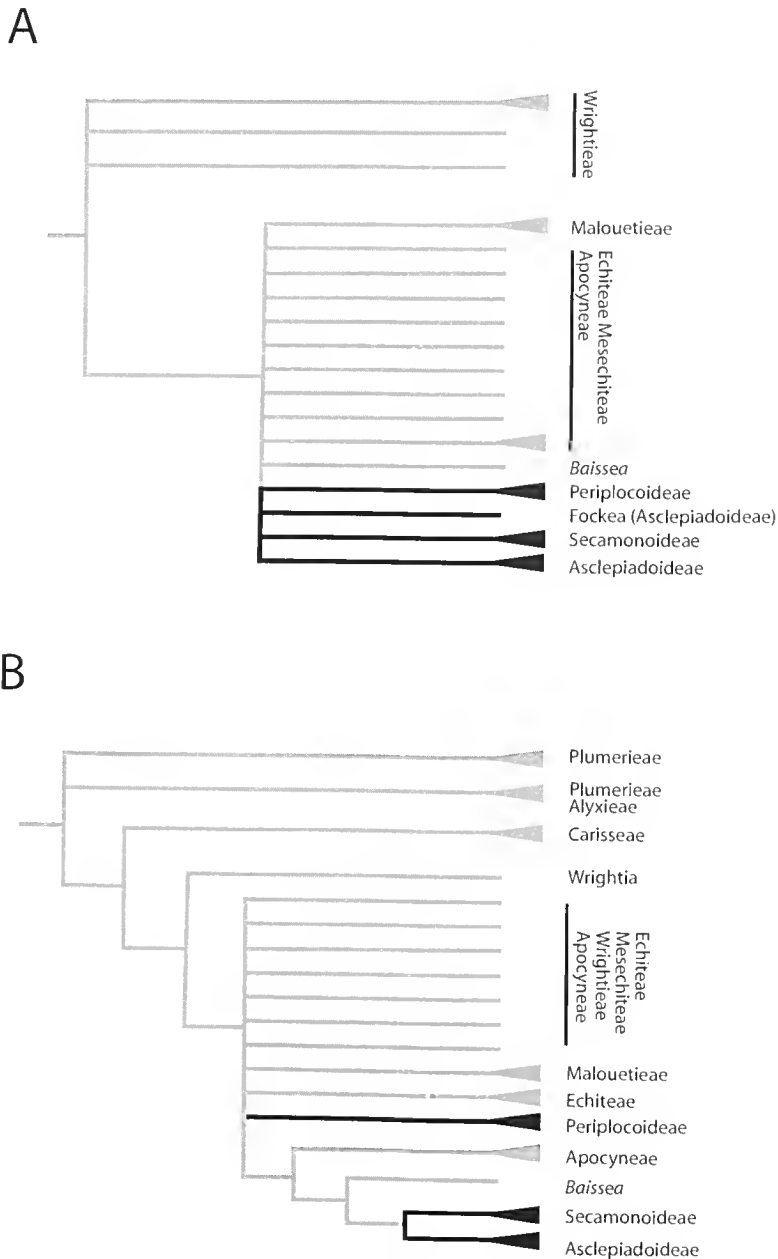 A
Wrightieae
Malouetieae
Echiteae Mesechiteae
Apocyneae
Baissea
Periplocoideae
Fockea (Asclepiadoideae)
Secamonoideae
Asclepiadoideae
B
Plumerieae
Plumerieae
Alyxieae
Carisseae
Wrightia
Echiteae
Mesechiteae
Wrightieae
Apocyneae
Malouetieae
Echiteae
Periplocoideae
Apocyneae
Baissea
Secamonoideae
Asclepiadoideae